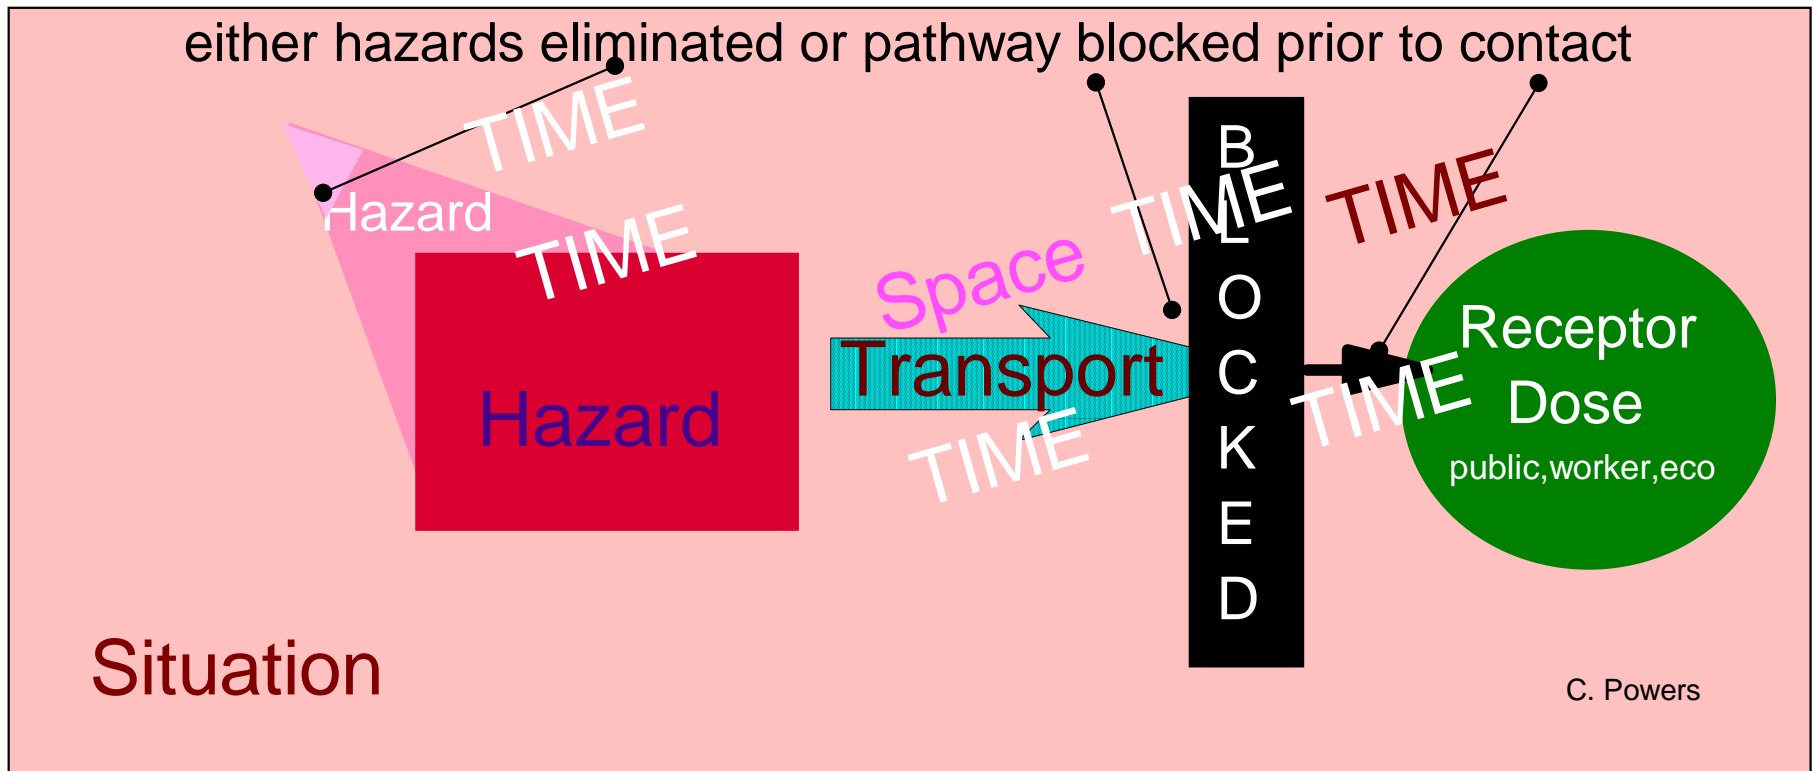 either hazards eliminated or pathway blocked prior to contact
TIME
Hazard
TIME
Hazard
Space
Transport
TIME
TIME
B
L
O
C
K
E
D
TIME
TIME
Receptor
Dose
public,worker,eco
Situation
C. Powers